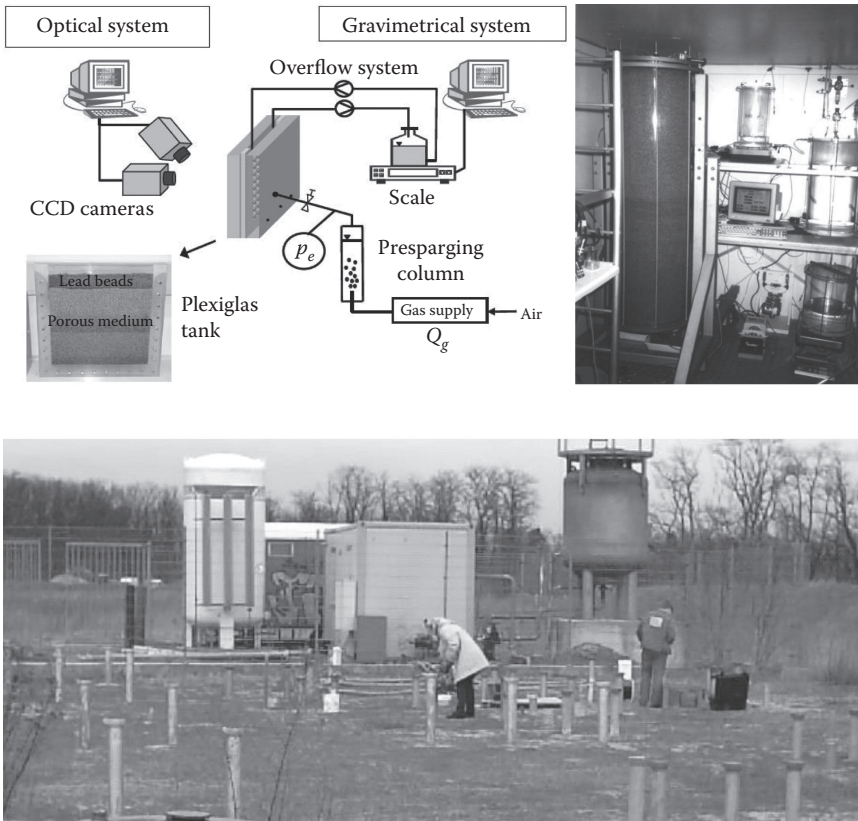 Optical system
Gravimetrical system
Overflow system
CCD cameras
Scale
p_e
Presparging
column
Lead beads
Porous medium
Plexiglas
tank
Gas supply
Air
Q_g